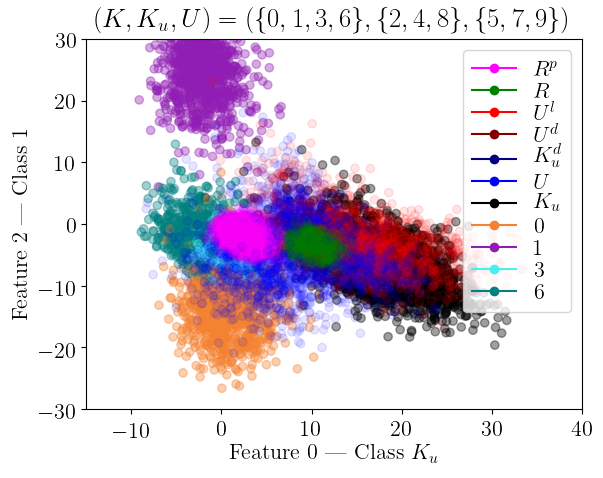 (K, K_u, U) = ({0, 1, 3, 6}, {2, 4, 8}, {5, 7, 9})
30
20
10
0
−10
−20
−30
Feature 2 — Class 1
−10 0 10 20 30 40
Feature 0 — Class K_u
R^p
R
U^l
U^d
K_u^d
U
K_u
0
1
3
6